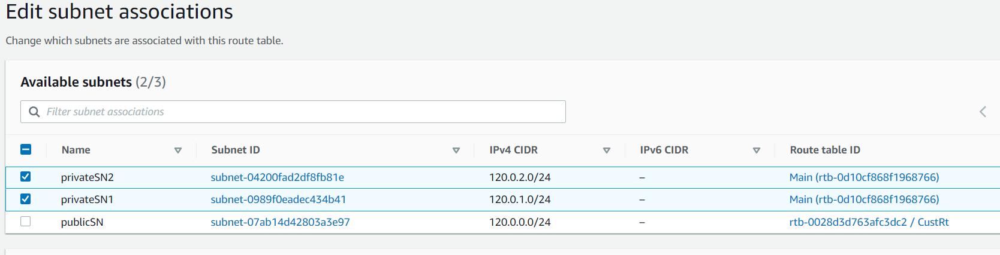 Edit subnet associations
Change which subnets are associated with this route table.
Available subnets (2/3)
Filter subnet associations
Name Subnet ID IPv4 CIDR IPv6 CIDR Route table ID
privateSN2 subnet-04200fad2df8fb81e 120.0.2.0/24 – Main (rtb-0d10cf868f1968766)
privateSN1 subnet-0989f0eadec434b41 120.0.1.0/24 – Main (rtb-0d10cf868f1968766)
publicSN subnet-07ab14d42803a3e97 120.0.0.0/24 – rtb-0028d3d763afc3dc2 / CustRt